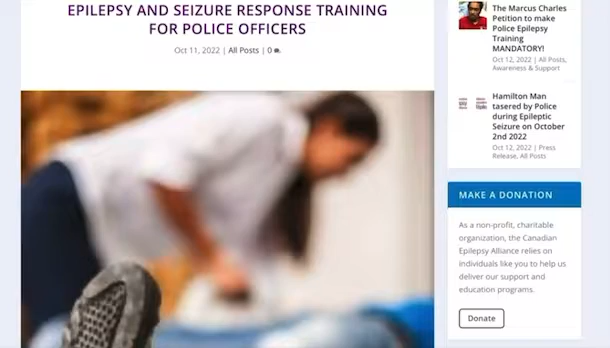 EPILEPSY AND SEIZURE RESPONSE TRAINING
FOR POLICE OFFICERS
Oct 11, 2022 | All Posts | 0
The Marcus Charles
Petition to make
Police Epilepsy
Training
MANDATORY!
Oct 12, 2022 | All Posts,
Awareness & Support
Hamilton Man
tasered by Police
during Epileptic
Seizure on October
2nd 2022
Oct 12, 2022 | Press
Release, All Posts
MAKE A DONATION
As a non-profit, charitable
organization, the Canadian
Epilepsy Alliance relies on
individuals like you to help us
deliver our support and
education programs.
Donate